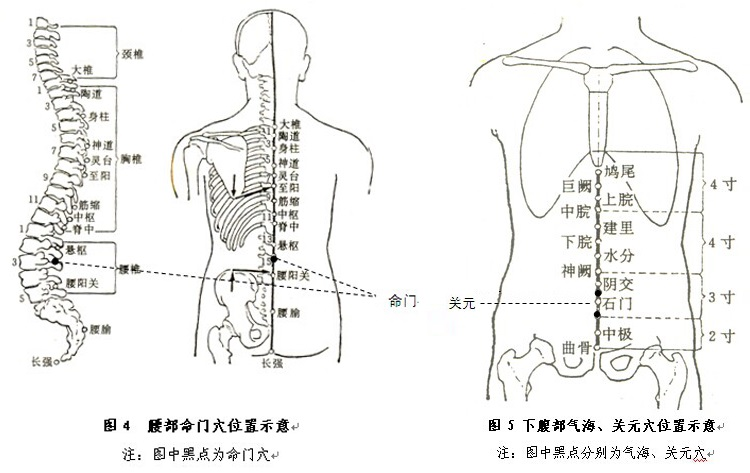 1
3
5
7
颈椎
大椎
1
陶道
3
身柱
5
神道
7
灵台
胸椎
9
至阳
11
筋缩
中枢
脊中
1
悬枢
3
腰椎
腰阳关
5
腰腧
长强
大椎
1
陶道
3
身柱
5
神道
7
灵台
至阳
9
筋缩
11
中枢
脊中
悬枢
腰阳关
腰腧
长强
命门
鸠尾
巨阙
上脘
4寸
中脘
建里
下脘
4寸
水分
神阙
阴交
3寸
关元
石门
中极
2寸
曲骨
图4 腰部命门穴位置示意
注:图中黑点为命门穴
图5 下腹部气海、关元穴位置示意
注:图中黑点分别为气海、关元穴